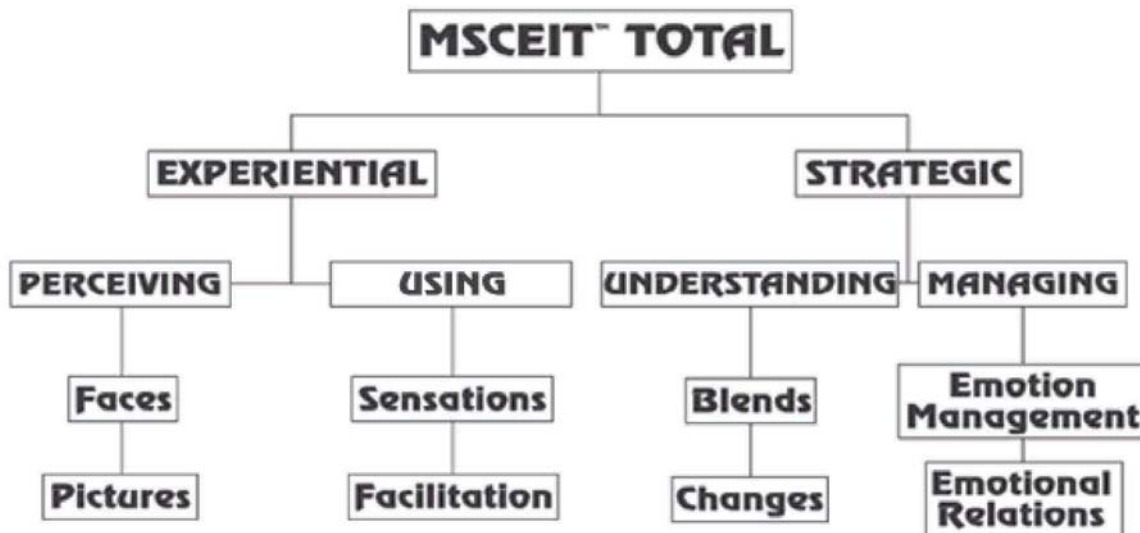 MSCEIT™ TOTAL
EXPERIENTIAL
STRATEGIC
PERCEIVING
USING
UNDERSTANDING
MANAGING
Faces
Sensations
Blends
Emotion
Management
Pictures
Facilitation
Changes
Emotional
Relations